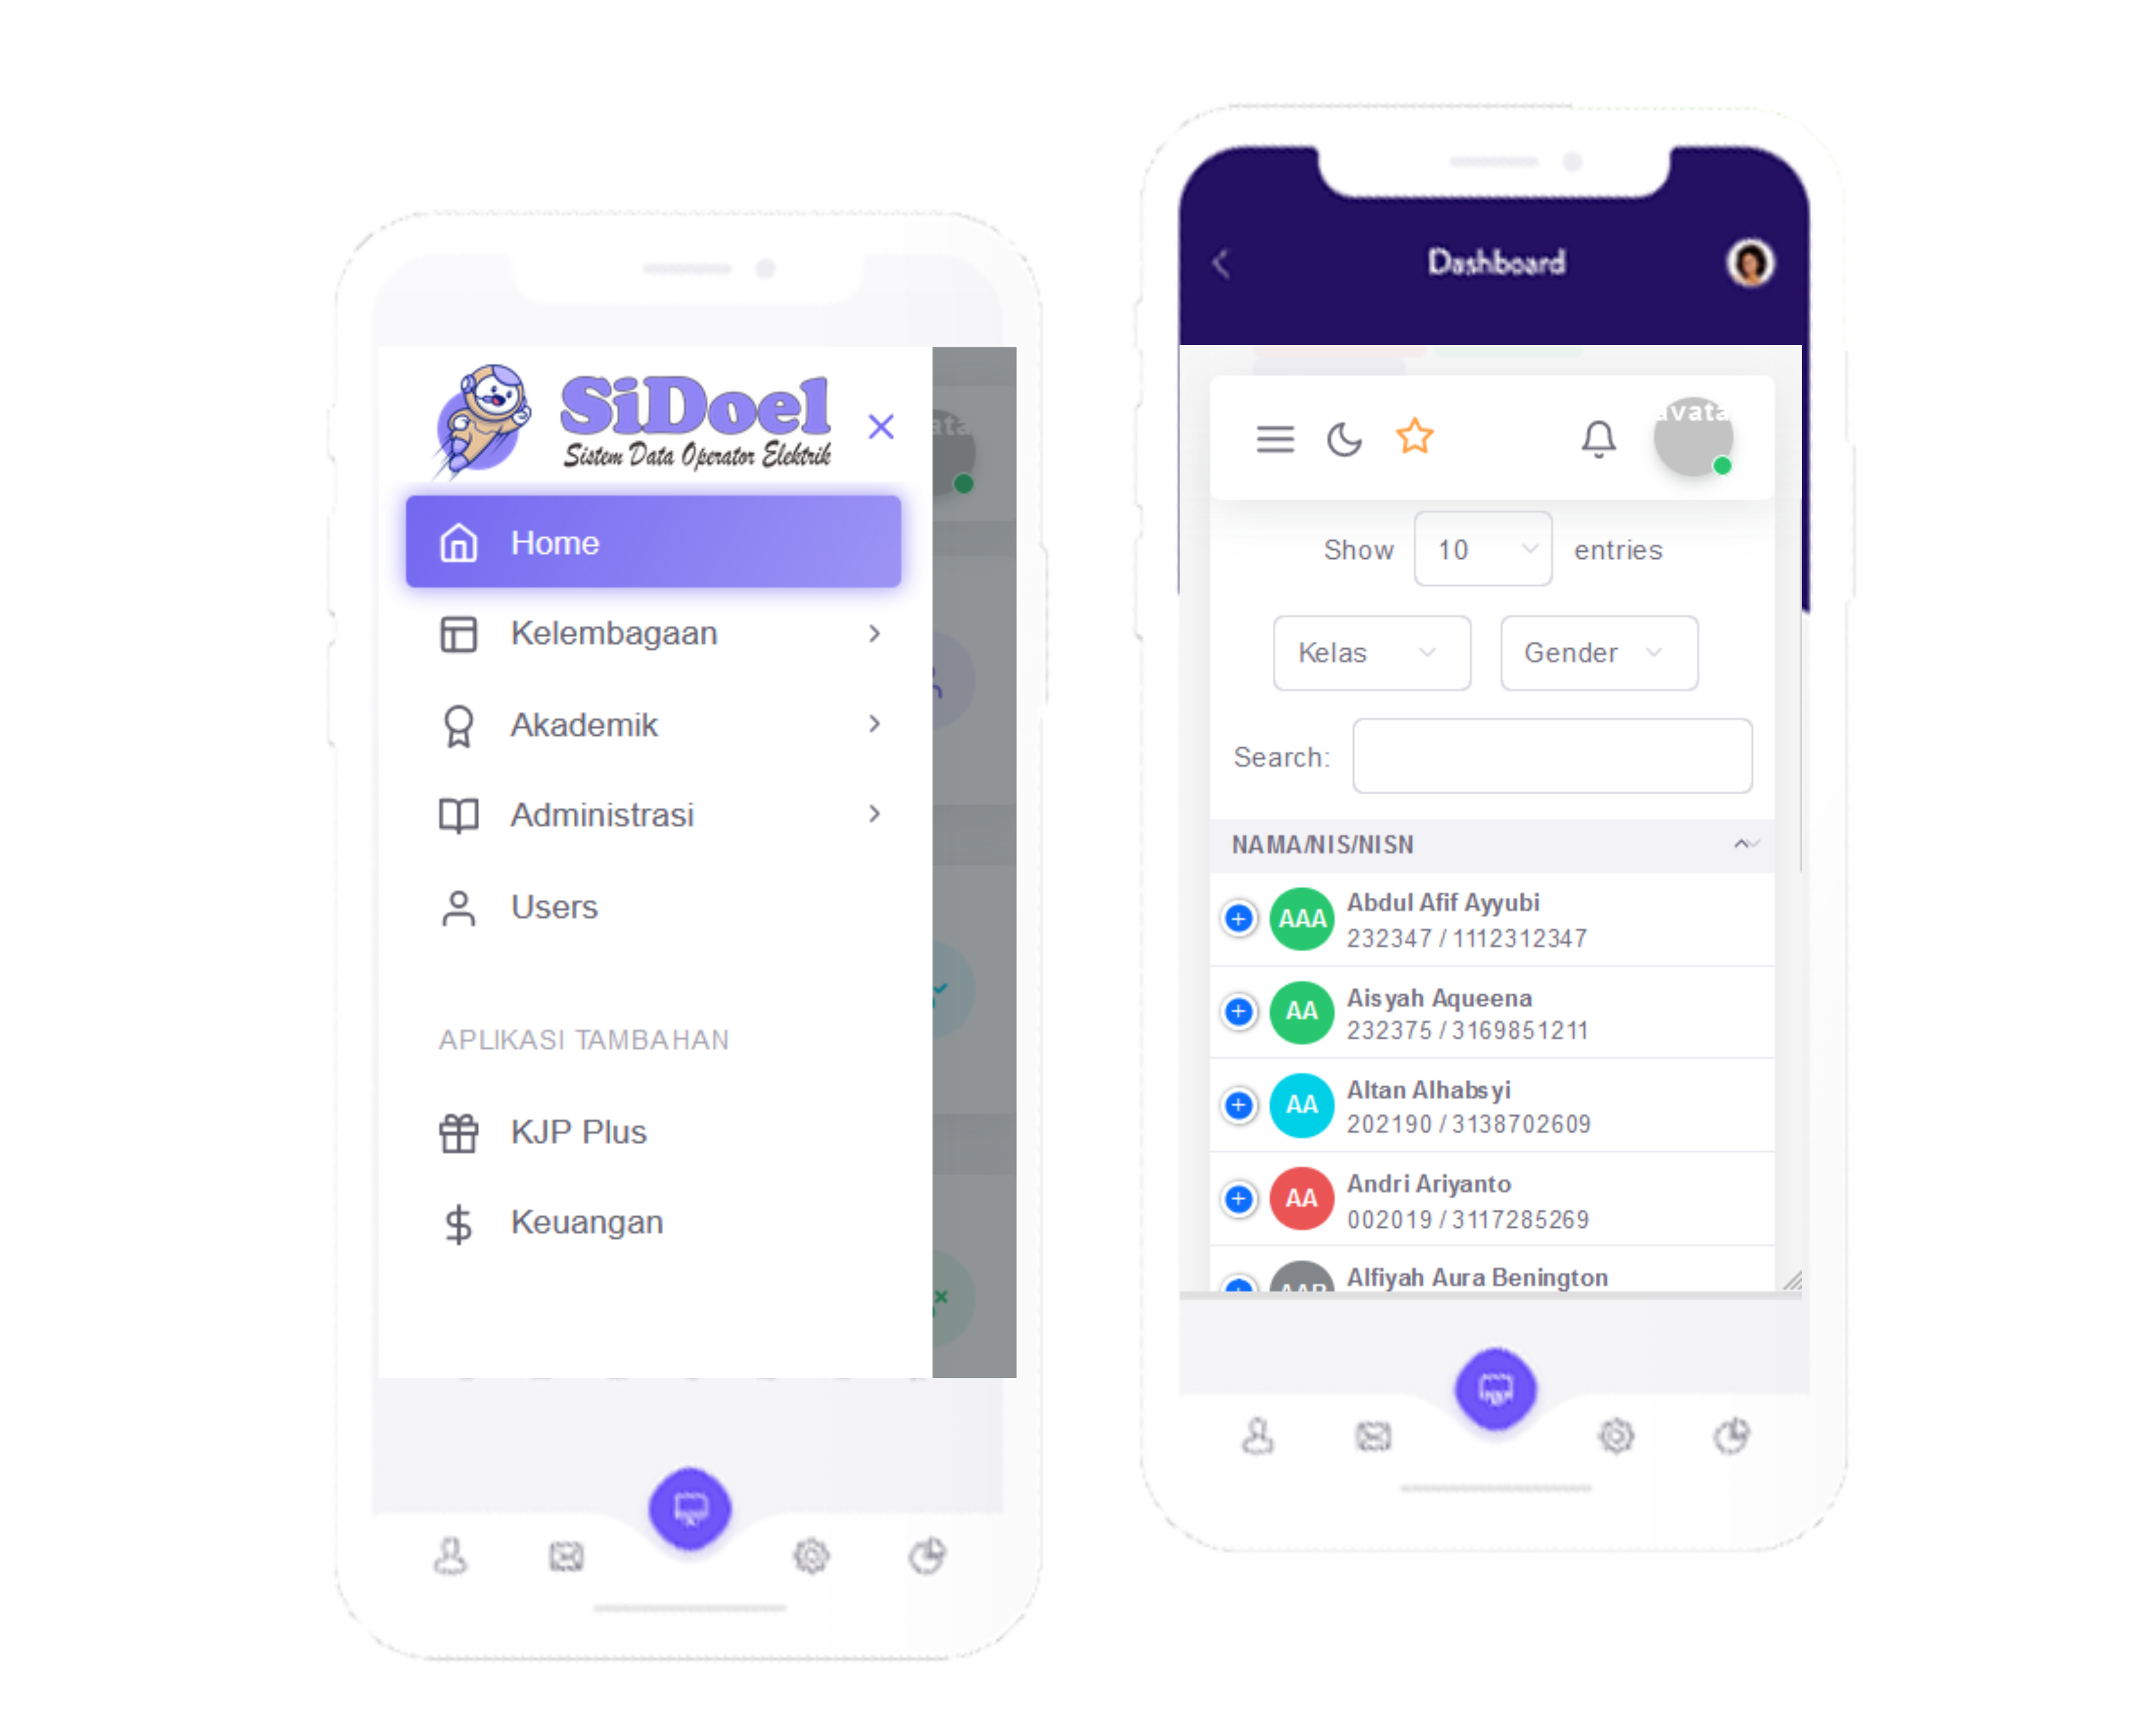 SiDoel
Sistem Data Operator Elektrik
Home
Kelembagaan
Akademik
Administrasi
Users
APLIKASI TAMBAHAN
KJP Plus
Keuangan
Dashboard
avata
Show 10 entries
Kelas Gender
Search:
NAMA/NIS/NISN
AAA Abdul Afif Ayyubi
232347 / 1112312347
AA Aisyah Aqueena
232375 / 3169851211
AA Altan Alhabsyi
202190 / 3138702609
AA Andri Ariyanto
002019 / 3117285269
Alfiyah Aura Benington